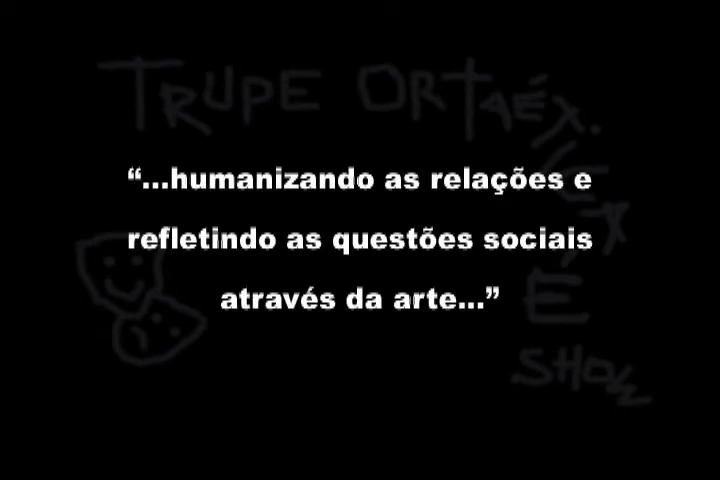 TRUPE ORTAÉX.
“...humanizando as relações e
refletindo as questões sociais
através da arte...”
É
SHOW